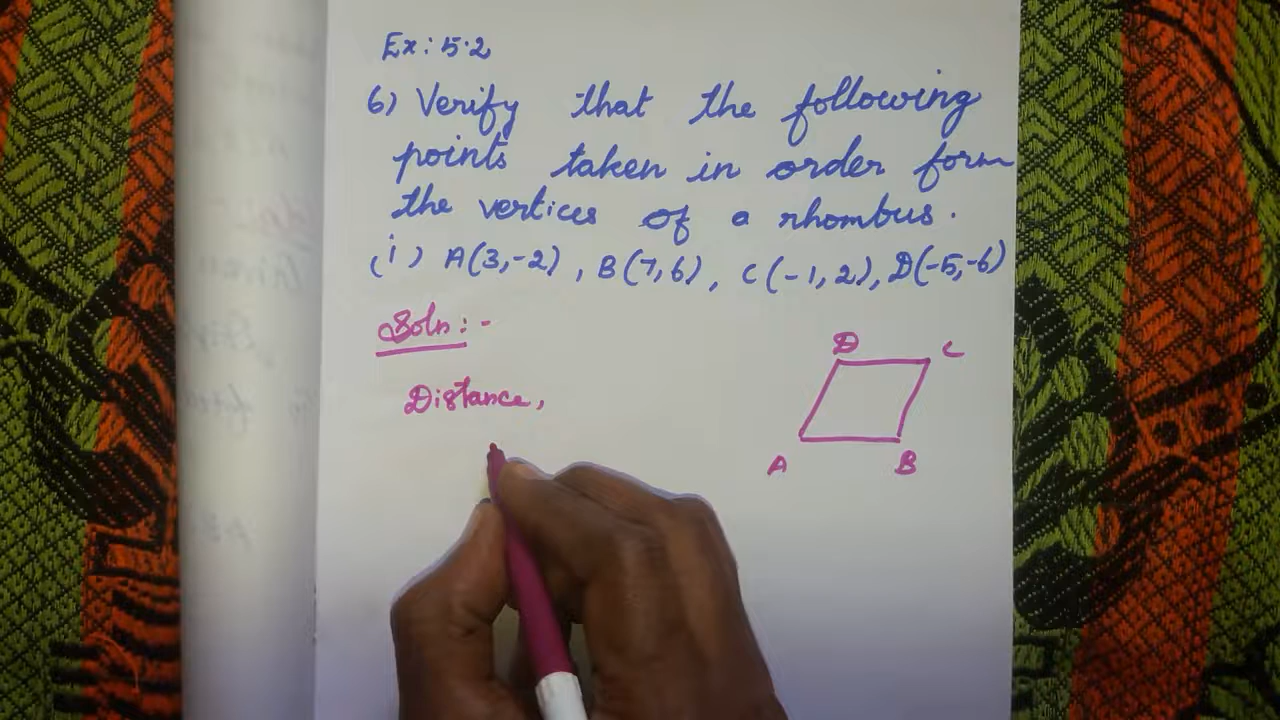 Ex: 5.2
6) Verify that the following
points taken in order form
the vertices of a rhombus.
(i) A(3,-2), B(7,6), C(-1,2), D(-5,-6)
Soln:-
D C
Distance,
A B